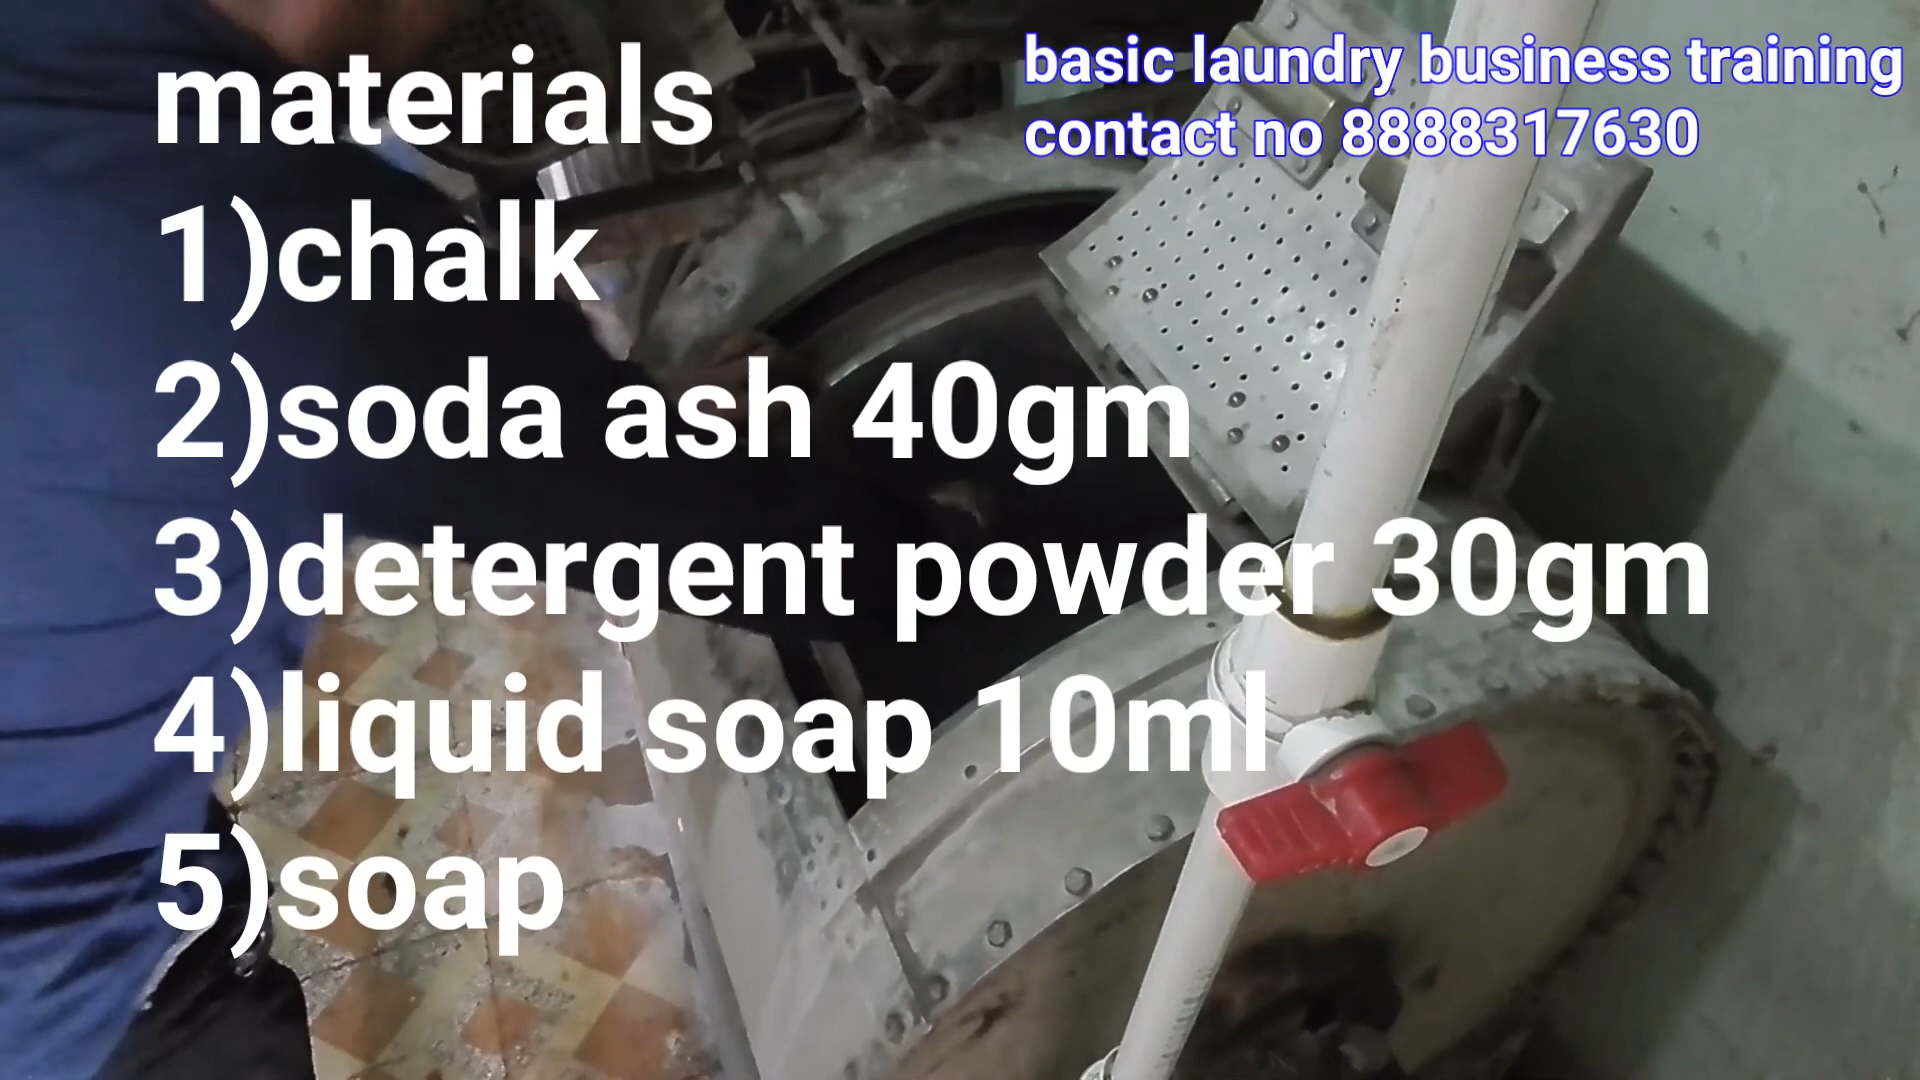 basic laundry business training
contact no 8888317630
materials
1)chalk
2)soda ash 40gm
3)detergent powder 30gm
4)liquid soap 10ml
5)soap